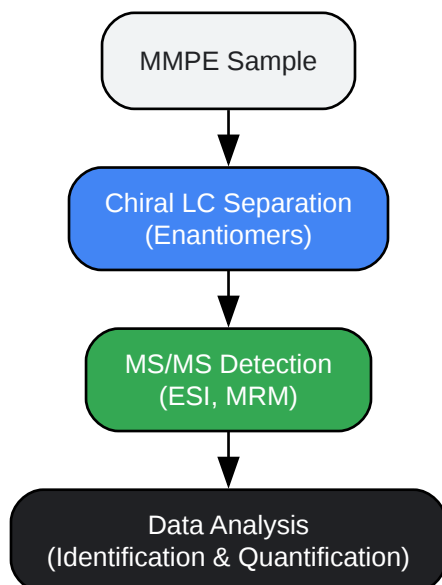 MMPE Sample
Chiral LC Separation
(Enantiomers)
MS/MS Detection
(ESI, MRM)
Data Analysis
(Identification & Quantification)